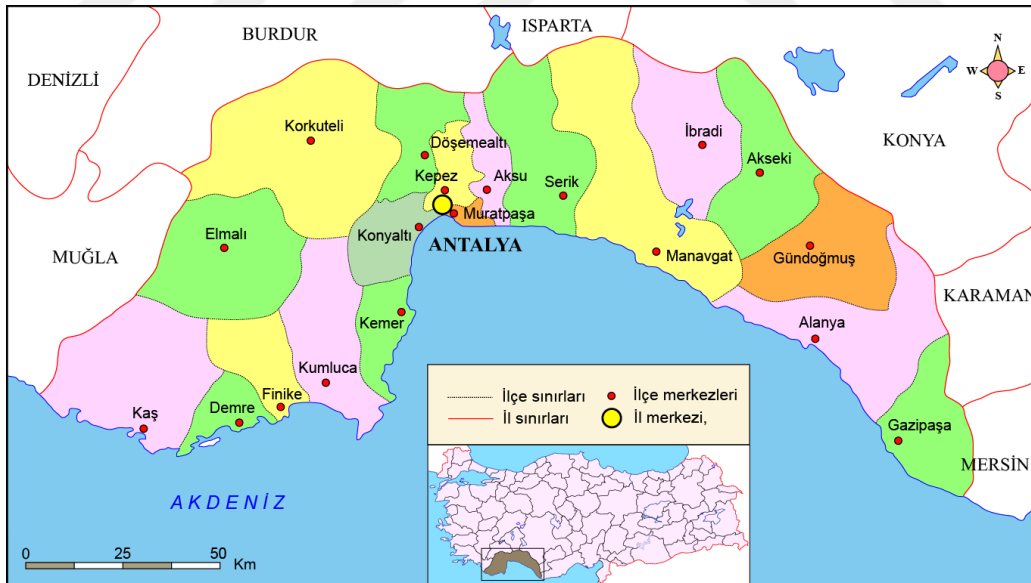 ISPARTA
BURDUR
DENİZLİ
N
W E
S
KONYA
Korkuteli
Döşemealtı
İbradi
Akseki
Kepez
Aksu
Serik
Muratpaşa
Konyaltı
ANTALYA
Elmalı
MUĞLA
Manavgat
Gündoğmuş
KARAMAN
Kemer
Alanya
Kumluca
Finike
Demre
Kaş
Gazipaşa
MERSİN
İlçe sınırları
İlçe merkezleri
İl sınırları
İl merkezi,
AKDENİZ
0 25 50
Km